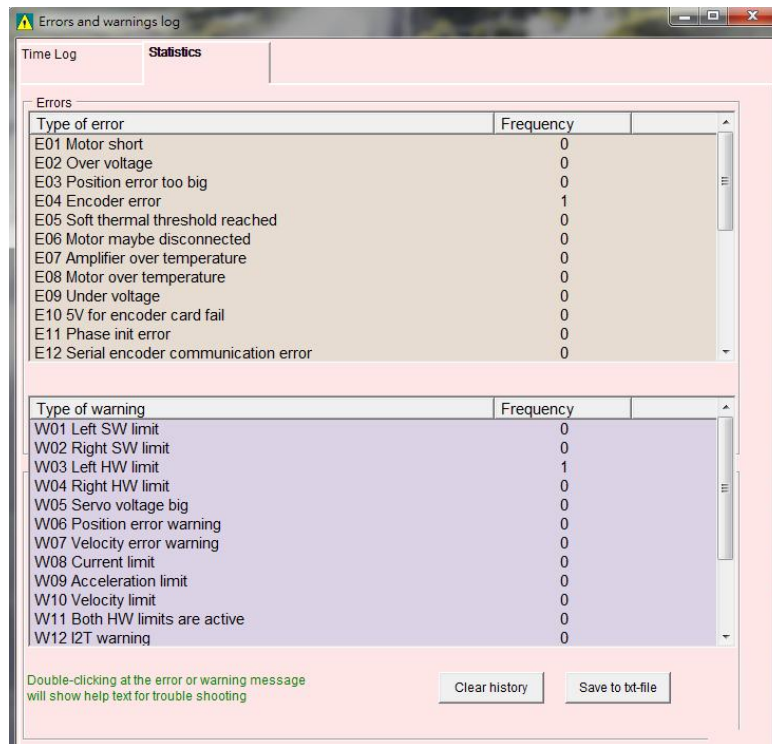 Errors and warnings log
Time Log Statistics
Errors
Type of error Frequency
E01 Motor short 0
E02 Over voltage 0
E03 Position error too big 0
E04 Encoder error 1
E05 Soft thermal threshold reached 0
E06 Motor maybe disconnected 0
E07 Amplifier over temperature 0
E08 Motor over temperature 0
E09 Under voltage 0
E10 5V for encoder card fail 0
E11 Phase init error 0
E12 Serial encoder communication error 0
Type of warning Frequency
W01 Left SW limit 0
W02 Right SW limit 0
W03 Left HW limit 1
W04 Right HW limit 0
W05 Servo voltage big 0
W06 Position error warning 0
W07 Velocity error warning 0
W08 Current limit 0
W09 Acceleration limit 0
W10 Velocity limit 0
W11 Both HW limits are active 0
W12 I2T warning 0
Double-clicking at the error or warning message
will show help text for trouble shooting
Clear history Save to txt-file